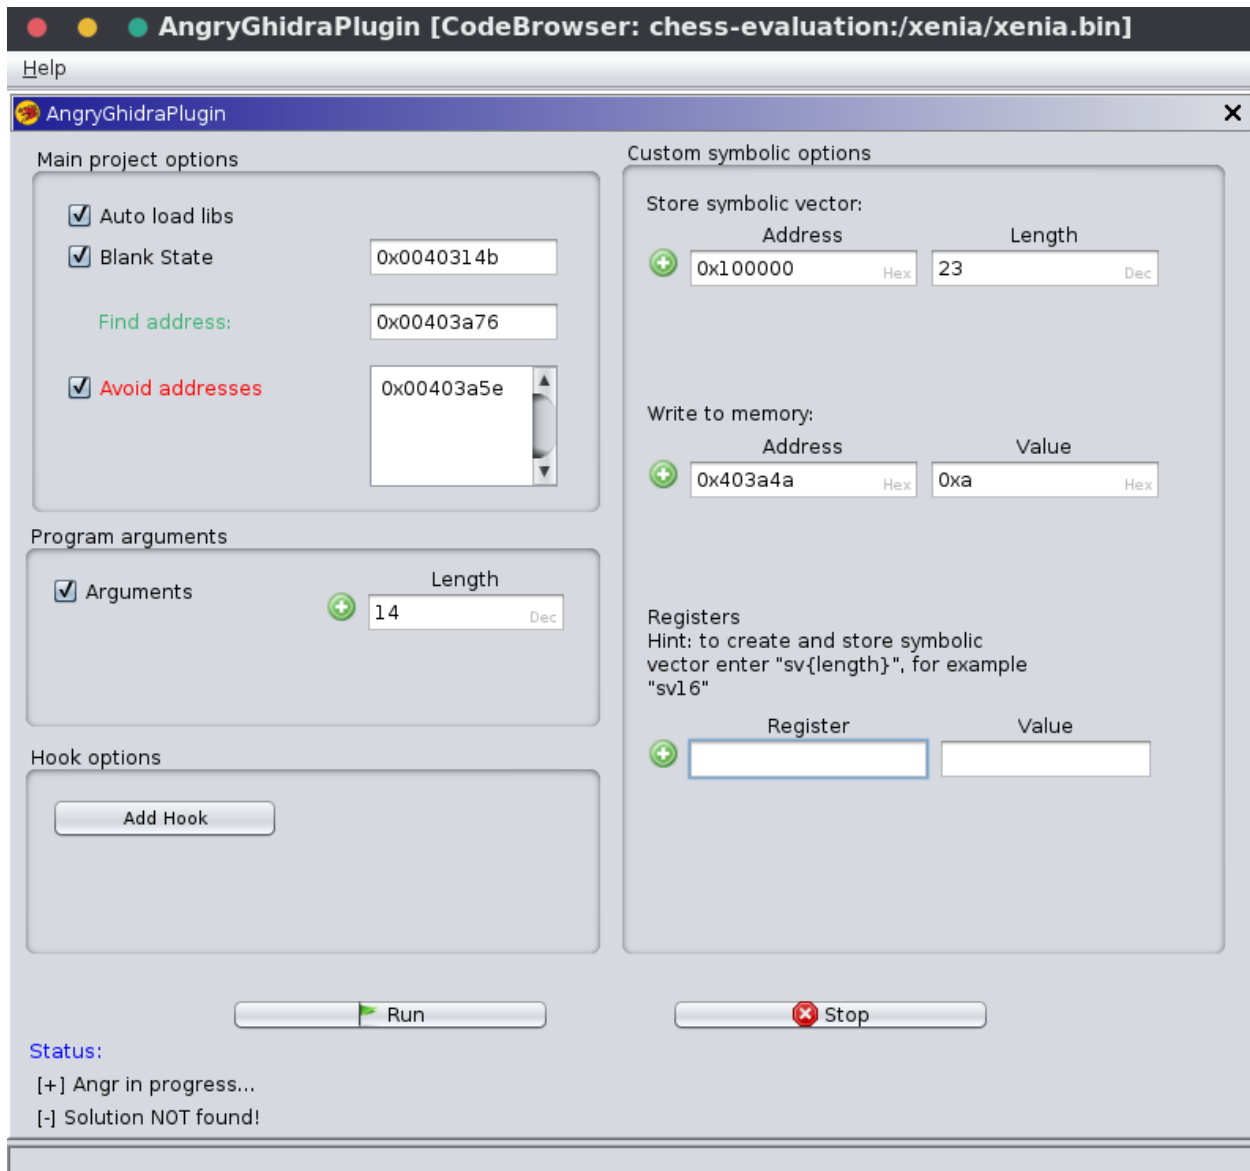 AngryGhidraPlugin [CodeBrowser: chess-evaluation:/xenia/xenia.bin]
Help
AngryGhidraPlugin
Main project options
Auto load libs
Blank State 0x0040314b
Find address: 0x00403a76
Avoid addresses 0x00403a5e
Program arguments
Arguments
Length
14 Dec
Hook options
Add Hook
Custom symbolic options
Store symbolic vector:
Address Length
0x100000 Hex 23 Dec
Write to memory:
Address Value
0x403a4a Hex 0xa Hex
Registers
Hint: to create and store symbolic
vector enter "sv{length}", for example
"sv16"
Register Value
Run Stop
Status:
[+] Angr in progress...
[-] Solution NOT found!